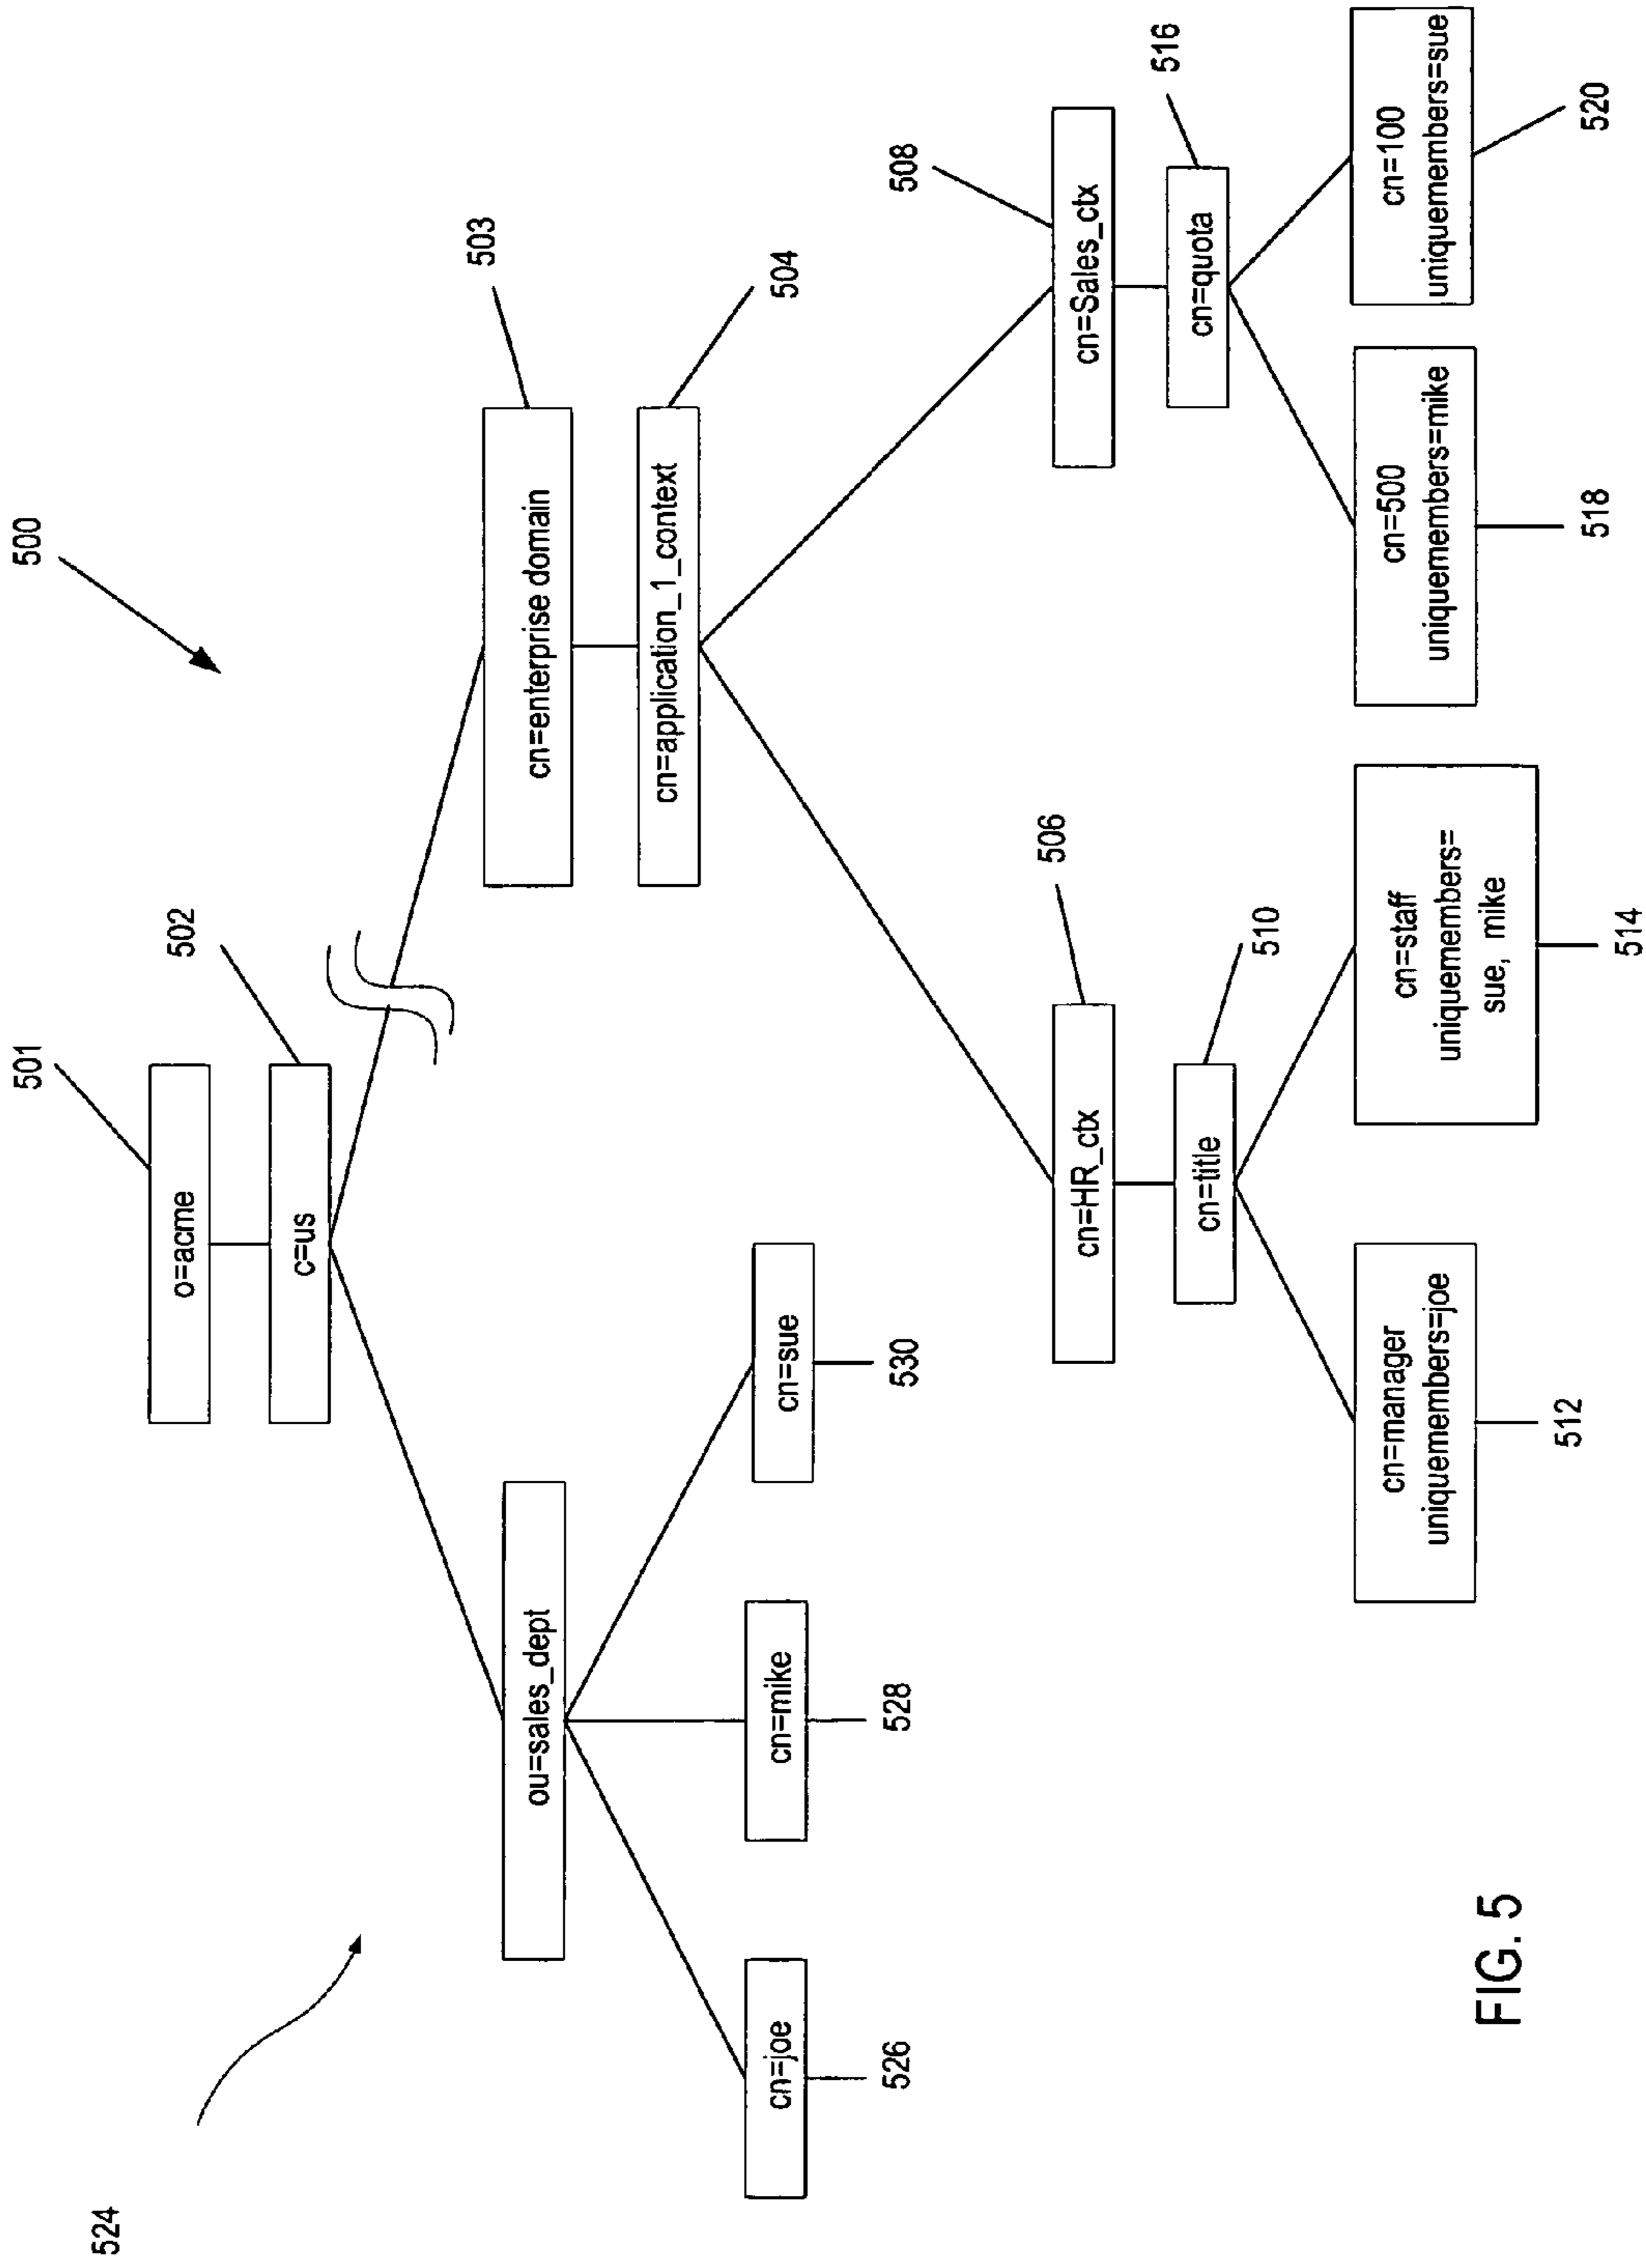 500
501
o=acme
502
c=us
503
cn=enterprise domain
504
cn=application_1_context
524
ou=sales_dept
cn=joe
526
cn=mike
528
cn=sue
530
506
cn=HR_ctx
510
cn=title
cn=manager
uniquemembers=joe
512
cn=staff
uniquemembers=
sue, mike
514
508
cn=Sales_ctx
516
cn=quota
cn=500
uniquemembers=mike
518
cn=100
uniquemembers=sue
520
FIG. 5